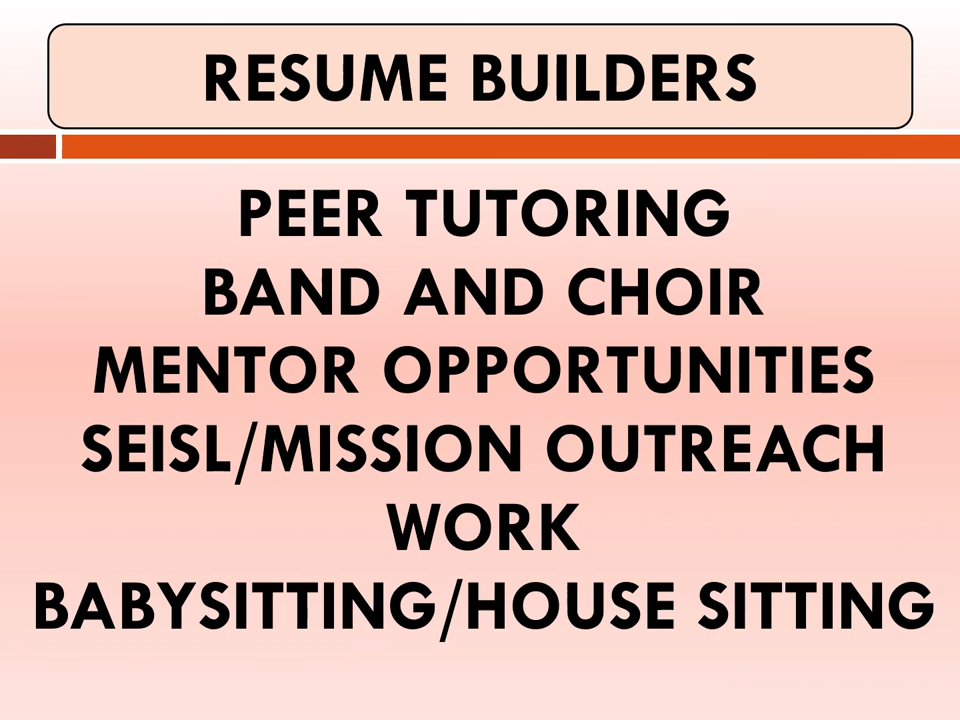 RESUME BUILDERS
PEER TUTORING
BAND AND CHOIR
MENTOR OPPORTUNITIES
SEISL/MISSION OUTREACH
WORK
BABYSITTING/HOUSE SITTING